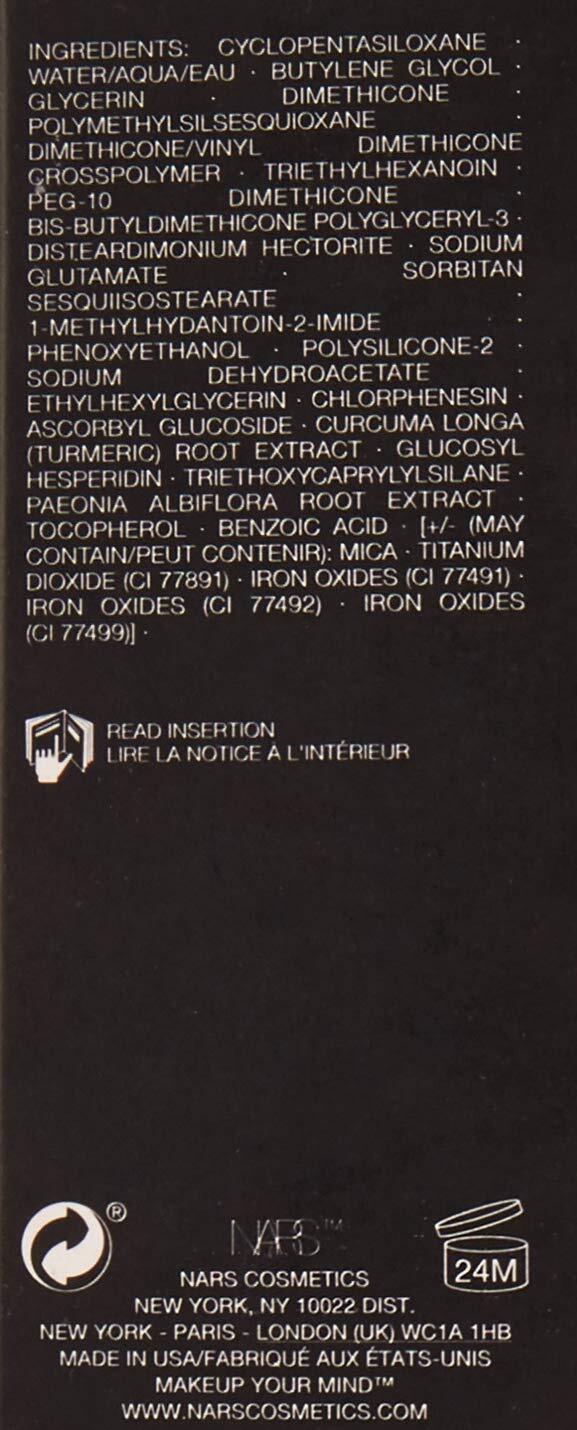 INGREDIENTS: CYCLOPENTASILOXANE ·
WATER/AQUA/EAU · BUTYLENE GLYCOL ·
GLYCERIN · DIMETHICONE ·
POLYMETHYLSILSESQUIOXANE ·
DIMETHICONE/VINYL DIMETHICONE
CROSSPOLYMER · TRIETHYLHEXANOIN ·
PEG-10 DIMETHICONE ·
BIS-BUTYLDIMETHICONE POLYGLYCERYL-3 ·
DISTEARDIMONIUM HECTORITE · SODIUM
GLUTAMATE · SORBITAN
SESQUIISOSTEARATE ·
1-METHYLHYDANTOIN-2-IMIDE ·
PHENOXYETHANOL · POLYSILICONE-2 ·
SODIUM DEHYDROACETATE ·
ETHYLHEXYLGLYCERIN · CHLORPHENESIN ·
ASCORBYL GLUCOSIDE · CURCUMA LONGA
(TURMERIC) ROOT EXTRACT · GLUCOSYL
HESPERIDIN · TRIETHOXYCAPRYLYLSILANE ·
PAEONIA ALBIFLORA ROOT EXTRACT ·
TOCOPHEROL · BENZOIC ACID · [+/- (MAY
CONTAIN/PEUT CONTENIR): MICA · TITANIUM
DIOXIDE (CI 77891) · IRON OXIDES (CI 77491) ·
IRON OXIDES (CI 77492) · IRON OXIDES
(CI 77499)] ·
READ INSERTION
LIRE LA NOTICE À L'INTÉRIEUR
®
NARS™
24M
NARS COSMETICS
NEW YORK, NY 10022 DIST.
NEW YORK - PARIS - LONDON (UK) WC1A 1HB
MADE IN USA/FABRIQUÉ AUX ÉTATS-UNIS
MAKEUP YOUR MIND™
WWW.NARSCOSMETICS.COM